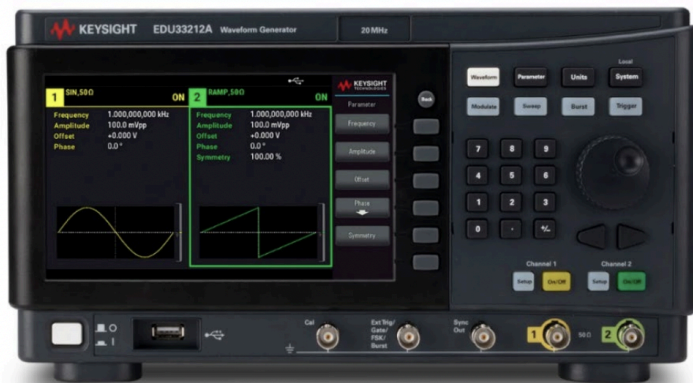 KEYSIGHT EDU33212A Waveform Generator 20 MHz
1 SIN,50Ω ON
Frequency 1.000,000,000 kHz
Amplitude 100.0 mVpp
Offset +0.000 V
Phase 0.0 °
2 RAMP,50Ω ON
Frequency 1.000,000,000 kHz
Amplitude 100.0 mVpp
Offset +0.000 V
Phase 0.0 °
Symmetry 100.00 %
KEYSIGHT
TECHNOLOGIES
Parameter
Frequency
Amplitude
Offset
Phase
Symmetry
Back
Local
Waveform Parameter Units System
Modulate Sweep Burst Trigger
7 8 9
4 5 6
1 2 3
0 . +/-
Channel 1 Channel 2
Setup On/Off Setup On/Off
Cal
Ext Trig/
Gate/
FSK/
Burst
Sync
Out
1 50Ω 2